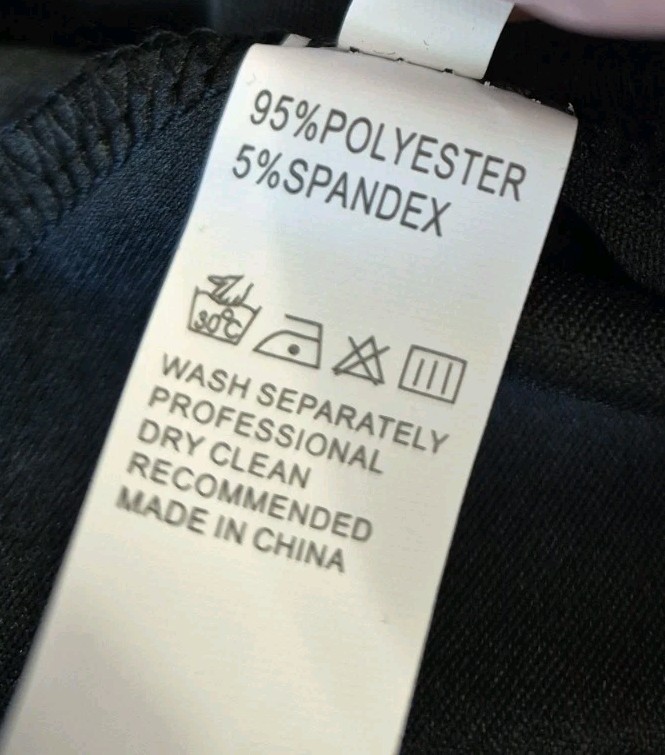 95%POLYESTER
5%SPANDEX
30°C
WASH SEPARATELY
PROFESSIONAL
DRY CLEAN
RECOMMENDED
MADE IN CHINA